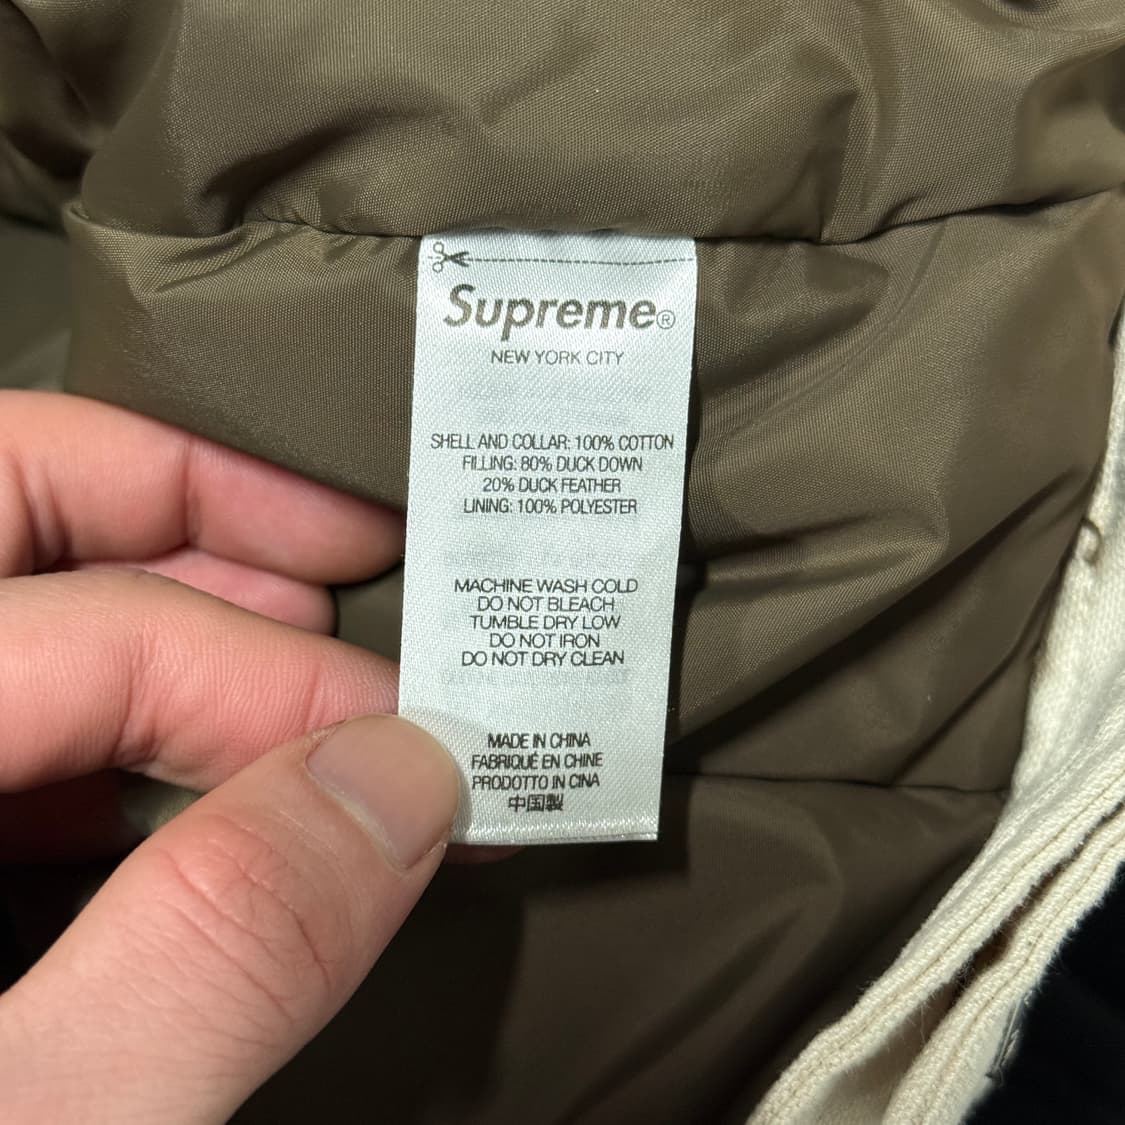 Supreme®
NEW YORK CITY
SHELL AND COLLAR: 100% COTTON
FILLING: 80% DUCK DOWN
20% DUCK FEATHER
LINING: 100% POLYESTER
MACHINE WASH COLD
DO NOT BLEACH
TUMBLE DRY LOW
DO NOT IRON
DO NOT DRY CLEAN
MADE IN CHINA
FABRIQUÉ EN CHINE
PRODOTTO IN CINA
中国製